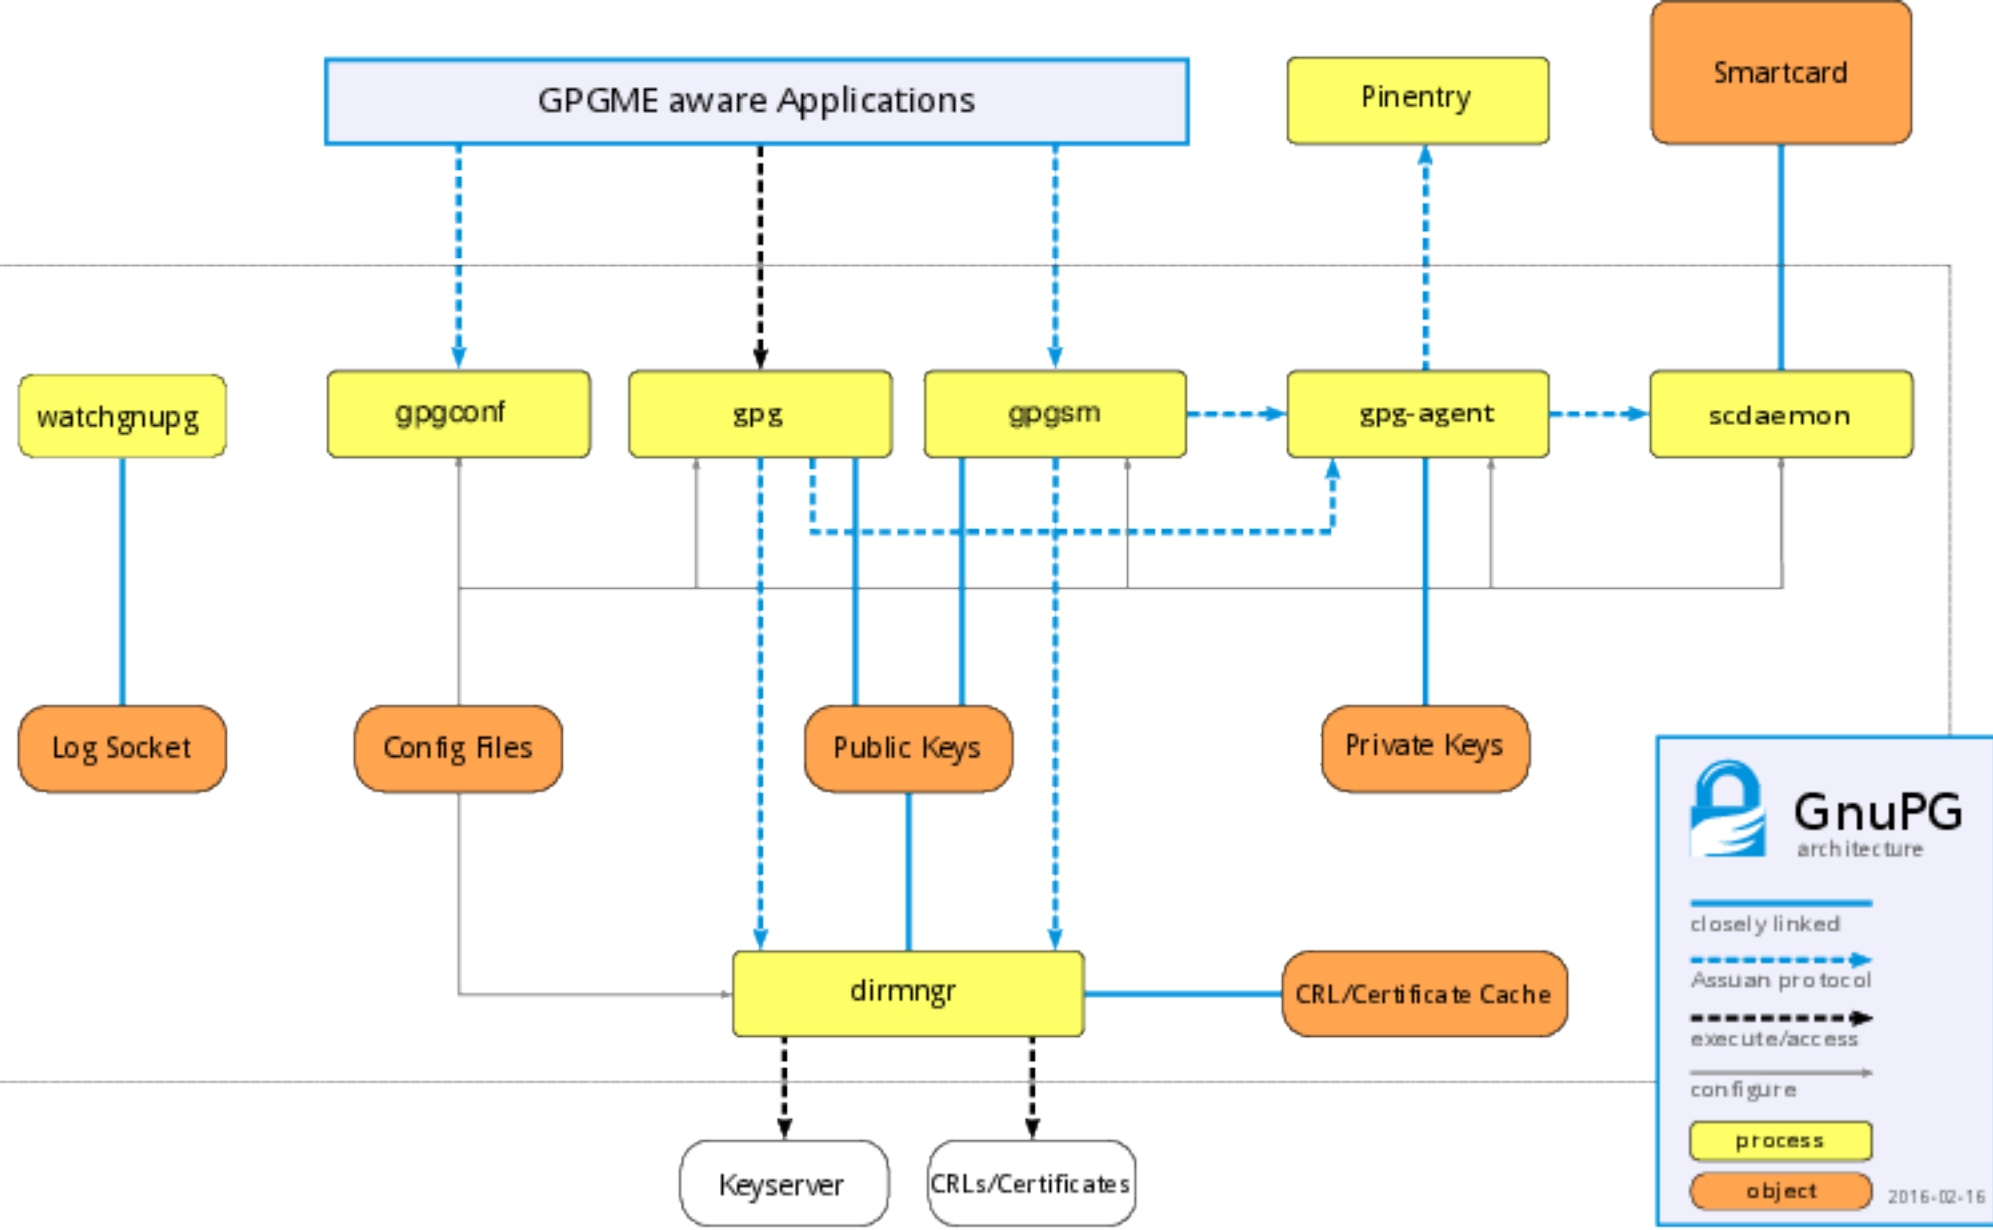 Smartcard
GPGME aware Applications
Pinentry
watchgnupg
gpgconf
gpg
gpgsm
gpg-agent
scdaemon
Log Socket
Config Files
Public Keys
Private Keys
GnuPG
architecture
closely linked
Assuan protocol
dirmngr
CRL/Certificate Cache
execute/access
configure
process
object
2016-02-16
Keyserver
CRLs/Certificates